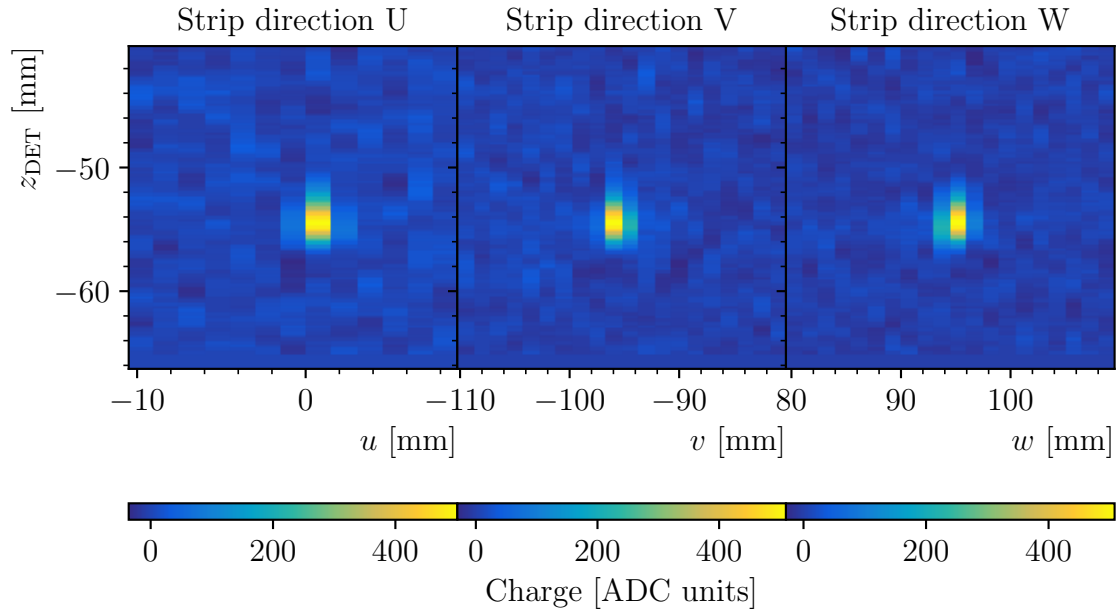 Strip direction U Strip direction V Strip direction W
z_DET [mm]
−50
−60
−10 0 −110 −100 −90 80 90 100
u [mm] v [mm] w [mm]
0 200 400 0 200 400 0 200 400
Charge [ADC units]